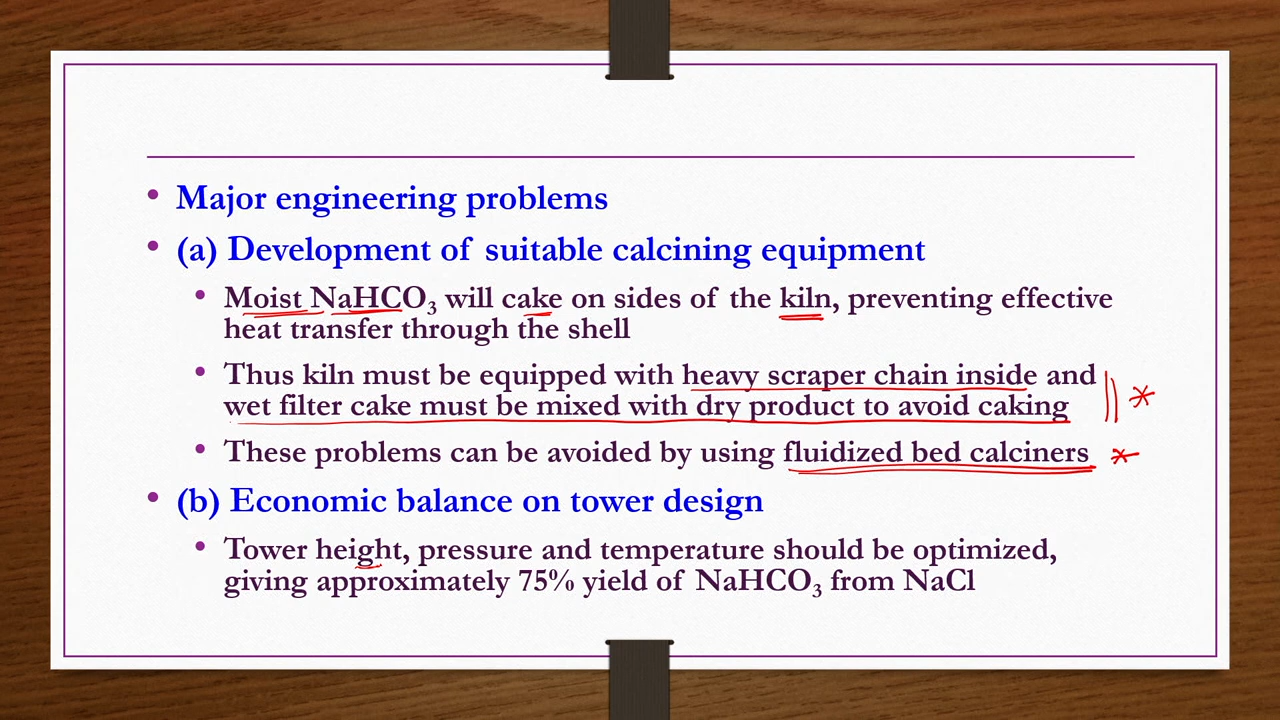 • Major engineering problems
• (a) Development of suitable calcining equipment
• Moist NaHCO₃ will cake on sides of the kiln, preventing effective
heat transfer through the shell
• Thus kiln must be equipped with heavy scraper chain inside and
wet filter cake must be mixed with dry product to avoid caking
• These problems can be avoided by using fluidized bed calciners
• (b) Economic balance on tower design
• Tower height, pressure and temperature should be optimized,
giving approximately 75% yield of NaHCO₃ from NaCl